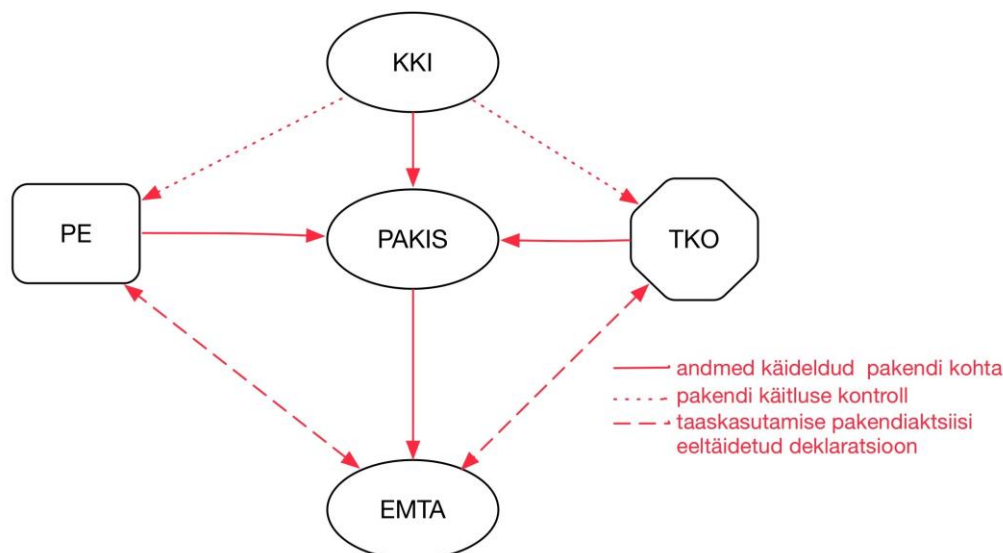 KKI
PE
PAKIS
TKO
andmed käideldud pakendi kohta
pakendi käitluse kontroll
taaskasutamise pakendiaktsiisi
eeltäidetud deklaratsioon
EMTA